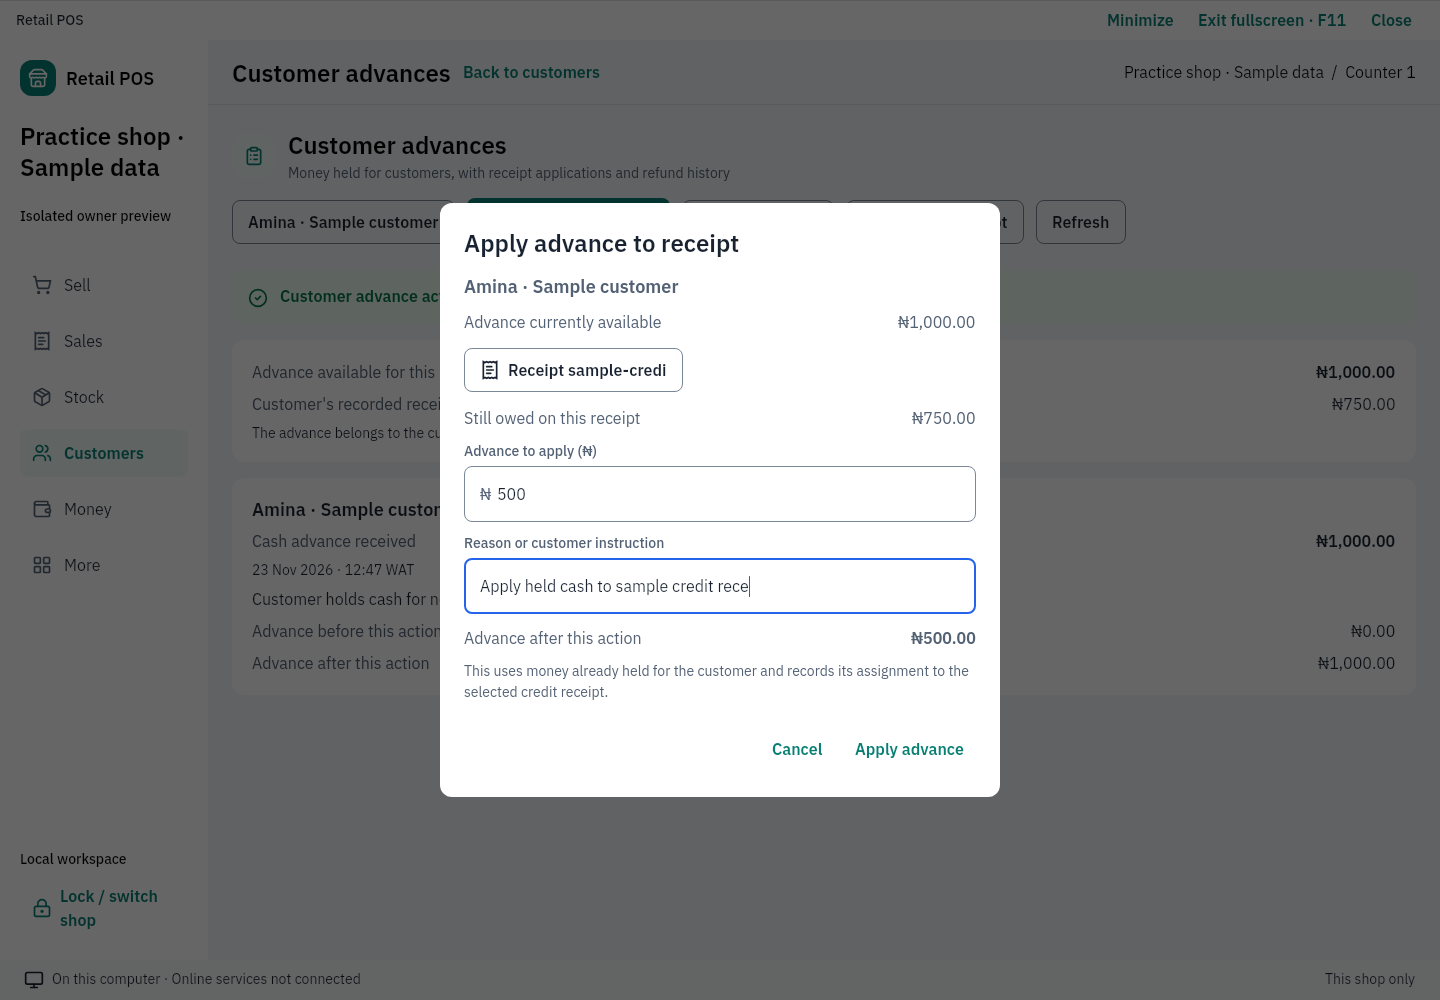 Retail POS
Minimize
Exit fullscreen · F11
Close
Retail POS
Customer advances
Back to customers
Practice shop · Sample data / Counter 1
Practice shop ·
Sample data
Isolated owner preview
Customer advances
Money held for customers, with receipt applications and refund history
Amina · Sample customer
Refresh
Sell
Sales
Stock
Customers
Money
More
Customer advance
Advance available for this
₦1,000.00
Customer's recorded
₦750.00
The advance belongs to the
Amina · Sample
Cash advance received
₦1,000.00
23 Nov 2026 · 12:47 WAT
Customer holds cash for
Advance before this action
₦0.00
Advance after this action
₦1,000.00
Apply advance to receipt
Amina · Sample customer
Advance currently available
₦1,000.00
Receipt sample-credi
Still owed on this receipt
₦750.00
Advance to apply (₦)
₦ 500
Reason or customer instruction
Apply held cash to sample credit rece
Advance after this action
₦500.00
This uses money already held for the customer and records its assignment to the
selected credit receipt.
Cancel
Apply advance
Local workspace
Lock / switch
shop
On this computer · Online services not connected
This shop only